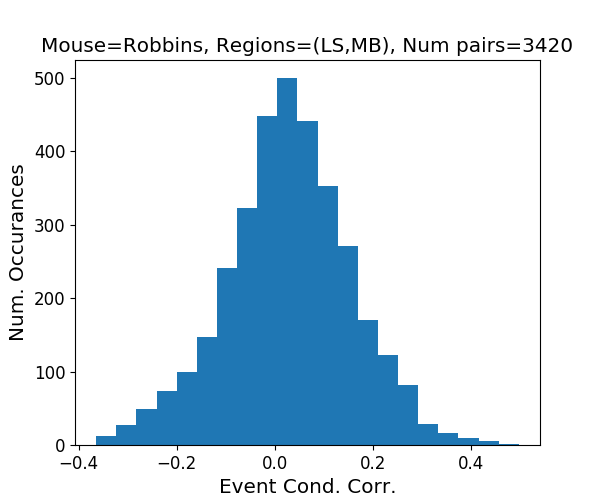 Mouse=Robbins, Regions=(LS,MB), Num pairs=3420
500
400
300
200
100
0
Num. Occurances
−0.4 −0.2 0.0 0.2 0.4
Event Cond. Corr.